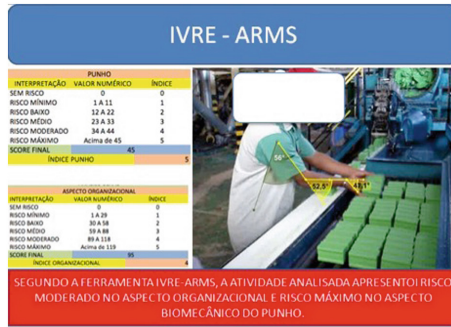 IVRE - ARMS
PUNHO
INTERPRETAÇÃO VALOR NUMÉRICO ÍNDICE
SEM RISCO 0 0
RISCO MÍNIMO 1 A 11 1
RISCO BAIXO 12 A 22 2
RISCO MÉDIO 23 A 33 3
RISCO MODERADO 34 A 44 4
RISCO MÁXIMO Acima de 45 5
SCORE FINAL 45
ÍNDICE PUNHO 5
ASPECTO ORGANIZACIONAL
INTERPRETAÇÃO VALOR NUMÉRICO ÍNDICE
SEM RISCO 0 0
RISCO MÍNIMO 1 A 29 1
RISCO BAIXO 30 A 58 2
RISCO MÉDIO 59 A 88 3
RISCO MODERADO 89 A 118 4
RISCO MÁXIMO Acima de 119 5
SCORE FINAL 95
ÍNDICE ORGANIZACIONAL 4
56°
52,5° 47,1°
SEGUNDO A FERRAMENTA IVRE-ARMS, A ATIVIDADE ANALISADA APRESENTOI RISCO
MODERADO NO ASPECTO ORGANIZACIONAL E RISCO MÁXIMO NO ASPECTO
BIOMECÂNICO DO PUNHO.